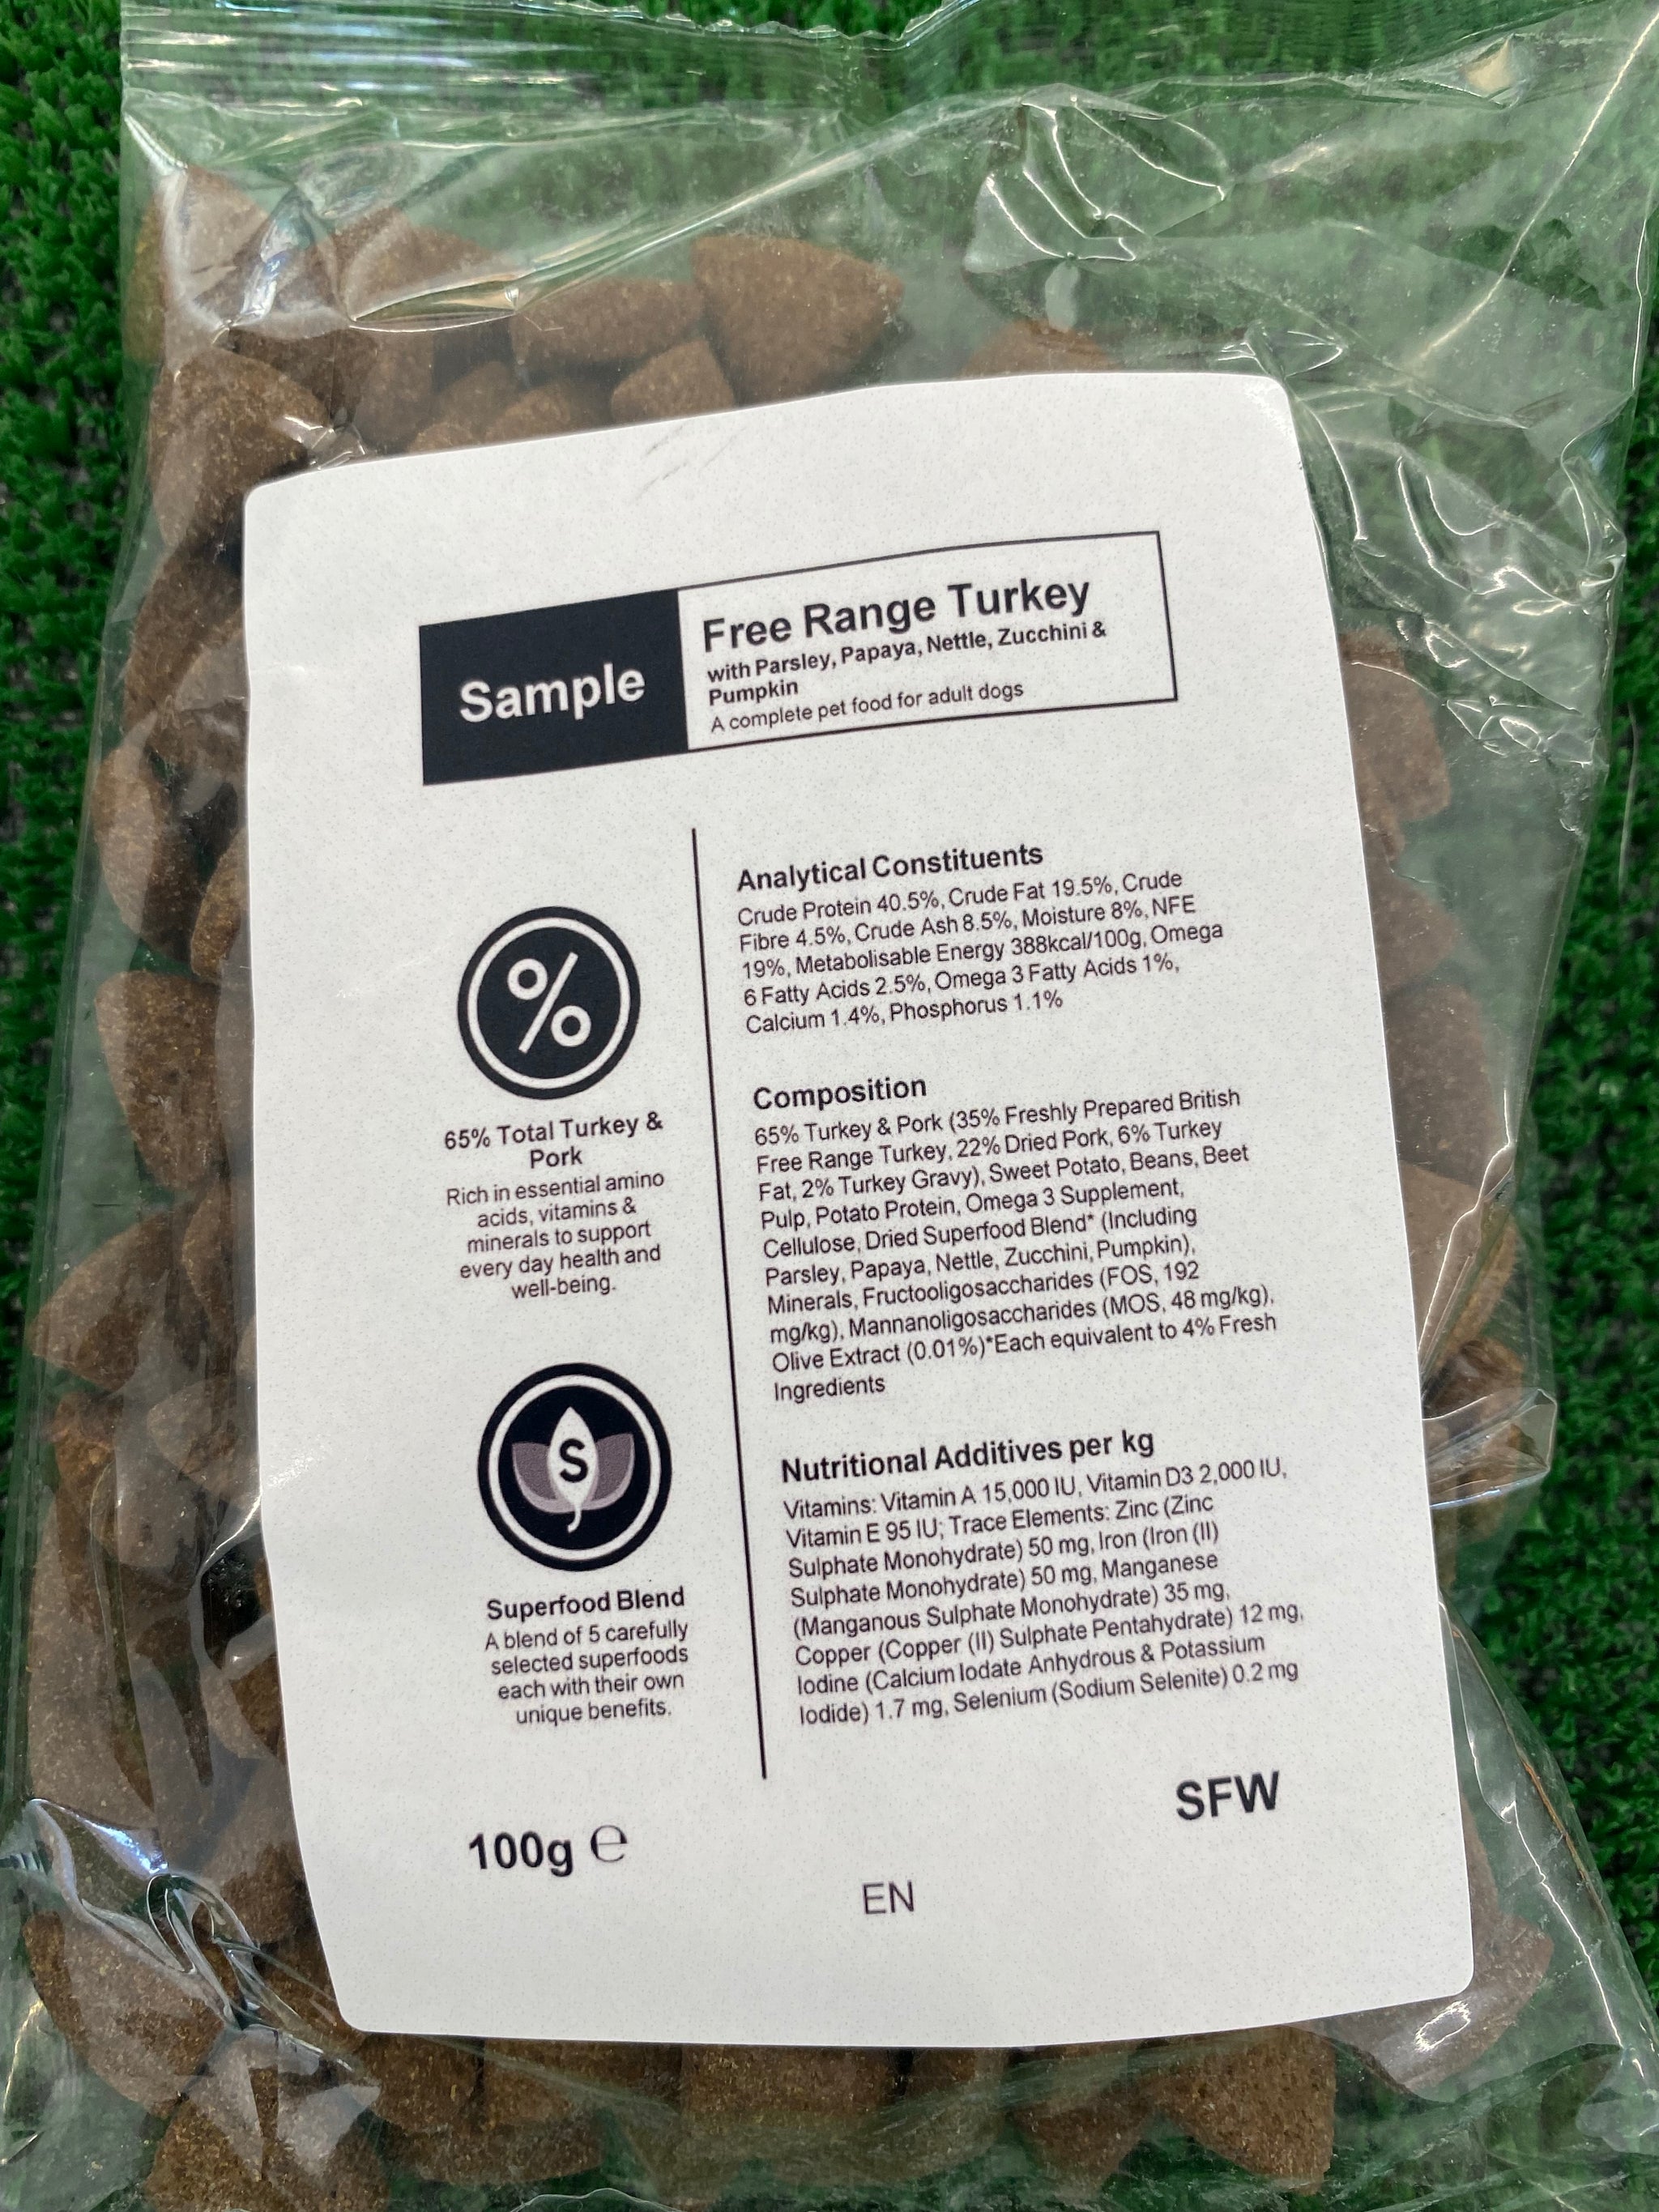 Sample
Free Range Turkey
with Parsley, Papaya, Nettle, Zucchini &
Pumpkin
A complete pet food for adult dogs
%
65% Total Turkey &
Pork
Rich in essential amino
acids, vitamins &
minerals to support
every day health and
well-being.
S
Superfood Blend
A blend of 5 carefully
selected superfoods
each with their own
unique benefits.
Analytical Constituents
Crude Protein 40.5%, Crude Fat 19.5%, Crude
Fibre 4.5%, Crude Ash 8.5%, Moisture 8%, NFE
19%, Metabolisable Energy 388kcal/100g, Omega
6 Fatty Acids 2.5%, Omega 3 Fatty Acids 1%,
Calcium 1.4%, Phosphorus 1.1%
Composition
65% Turkey & Pork (35% Freshly Prepared British
Free Range Turkey, 22% Dried Pork, 6% Turkey
Fat, 2% Turkey Gravy), Sweet Potato, Beans, Beet
Pulp, Potato Protein, Omega 3 Supplement,
Cellulose, Dried Superfood Blend* (Including
Parsley, Papaya, Nettle, Zucchini, Pumpkin),
Minerals, Fructooligosaccharides (FOS, 192
mg/kg), Mannanoligosaccharides (MOS, 48 mg/kg),
Olive Extract (0.01%)*Each equivalent to 4% Fresh
Ingredients
Nutritional Additives per kg
Vitamins: Vitamin A 15,000 IU, Vitamin D3 2,000 IU,
Vitamin E 95 IU; Trace Elements: Zinc (Zinc
Sulphate Monohydrate) 50 mg, Iron (Iron (II)
Sulphate Monohydrate) 50 mg, Manganese
(Manganous Sulphate Monohydrate) 35 mg,
Copper (Copper (II) Sulphate Pentahydrate) 12 mg,
Iodine (Calcium Iodate Anhydrous & Potassium
Iodide) 1.7 mg, Selenium (Sodium Selenite) 0.2 mg
100g ℮
SFW
EN